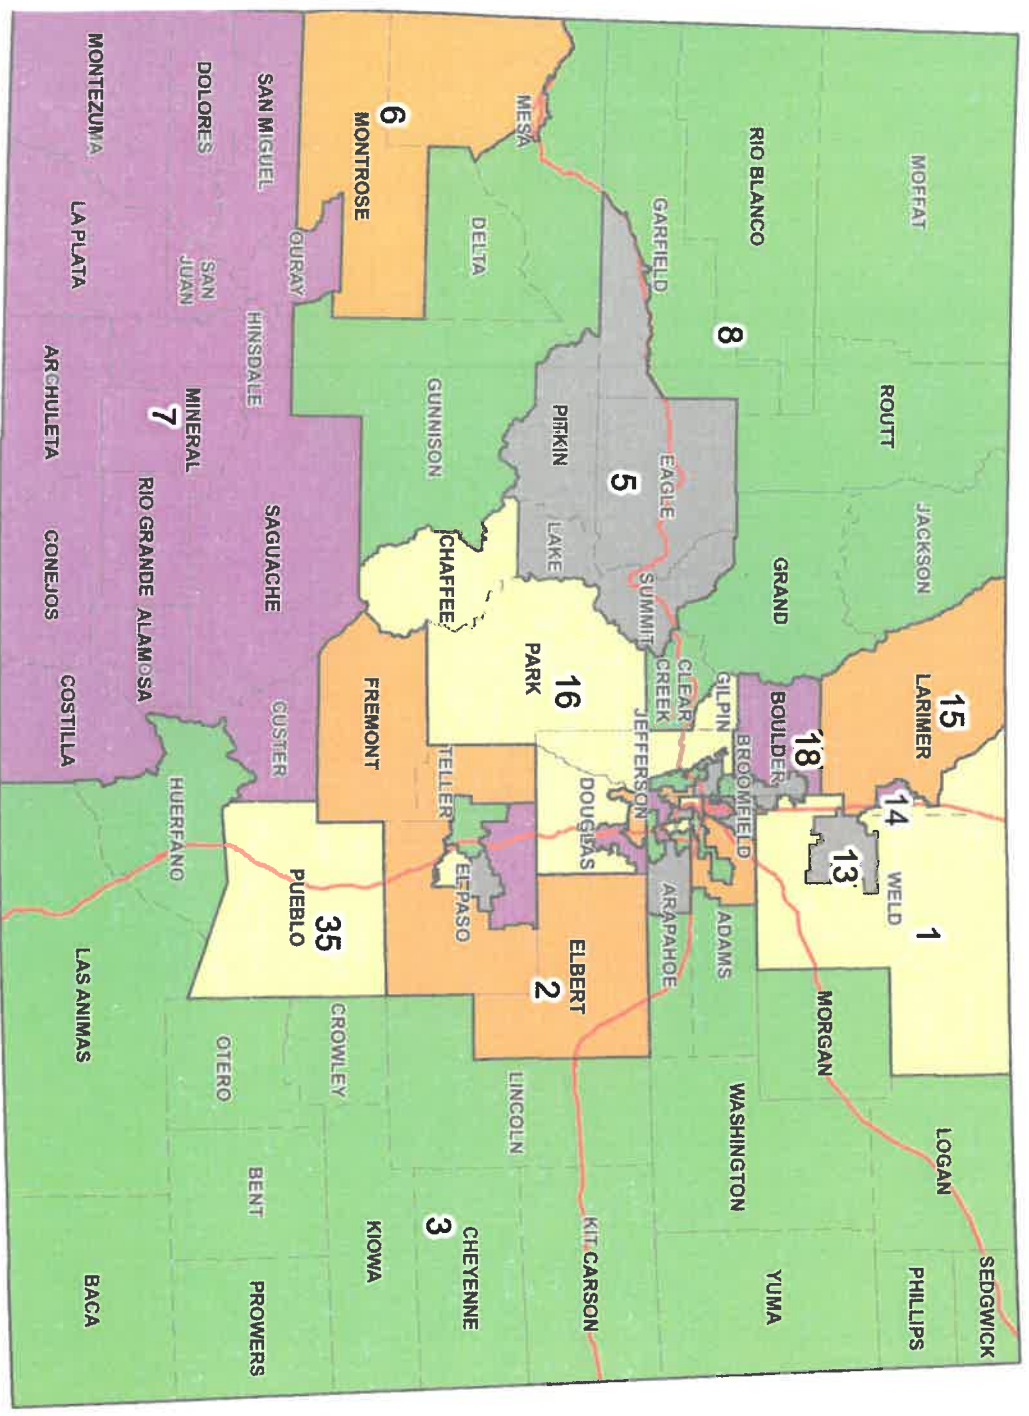 MOFFAT
ROUTT
JACKSON
LARIMER
15
14
WELD
1
LOGAN
SEDGWICK
PHILLIPS
RIO BLANCO
8
GRAND
BOULDER
18
13
MORGAN
WASHINGTON
YUMA
GARFIELD
EAGLE
5
SUMMIT
CLEAR
CREEK
GILPIN
BROOMFIELD
JEFFERSON
ADAMS
ARAPAHOE
MESA
DELTA
PITKIN
LAKE
PARK
16
DOUGLAS
ELBERT
2
KIT CARSON
6
MONTROSE
GUNNISON
CHAFFEE
TELLER
EL PASO
LINCOLN
CHEYENNE
3
SAN MIGUEL
OURAY
HINSDALE
SAGUACHE
FREMONT
CUSTER
PUEBLO
35
CROWLEY
KIOWA
DOLORES
SAN
JUAN
MINERAL
7
RIO GRANDE
ALAMOSA
HUERFANO
OTERO
BENT
PROWERS
MONTEZUMA
LA PLATA
ARCHULETA
CONEJOS
COSTILLA
LAS ANIMAS
BACA